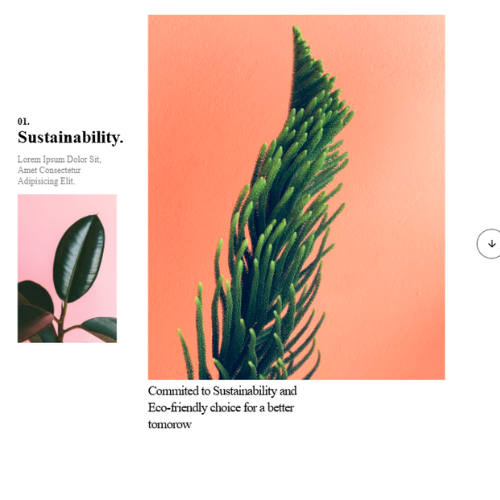 01.
Sustainability.
Lorem Ipsum Dolor Sit,
Amet Consectetur
Adipisicing Elit.
Commited to Sustainability and
Eco-friendly choice for a better
tomorow